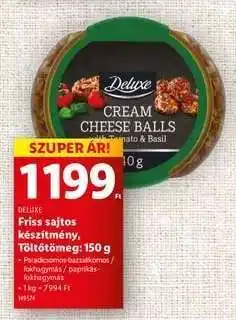 Deluxe
CREAM
CHEESE BALLS
with Tomato & Basil
SZUPER ÁR!
1199 Ft
DELUXE
Friss sajtos
készítmény,
Töltőtömeg: 150 g
• Paradicsomos-bazsalikomos /
fokhagymás / paprikás-
fokhagymás
• 1 kg = 7994 Ft